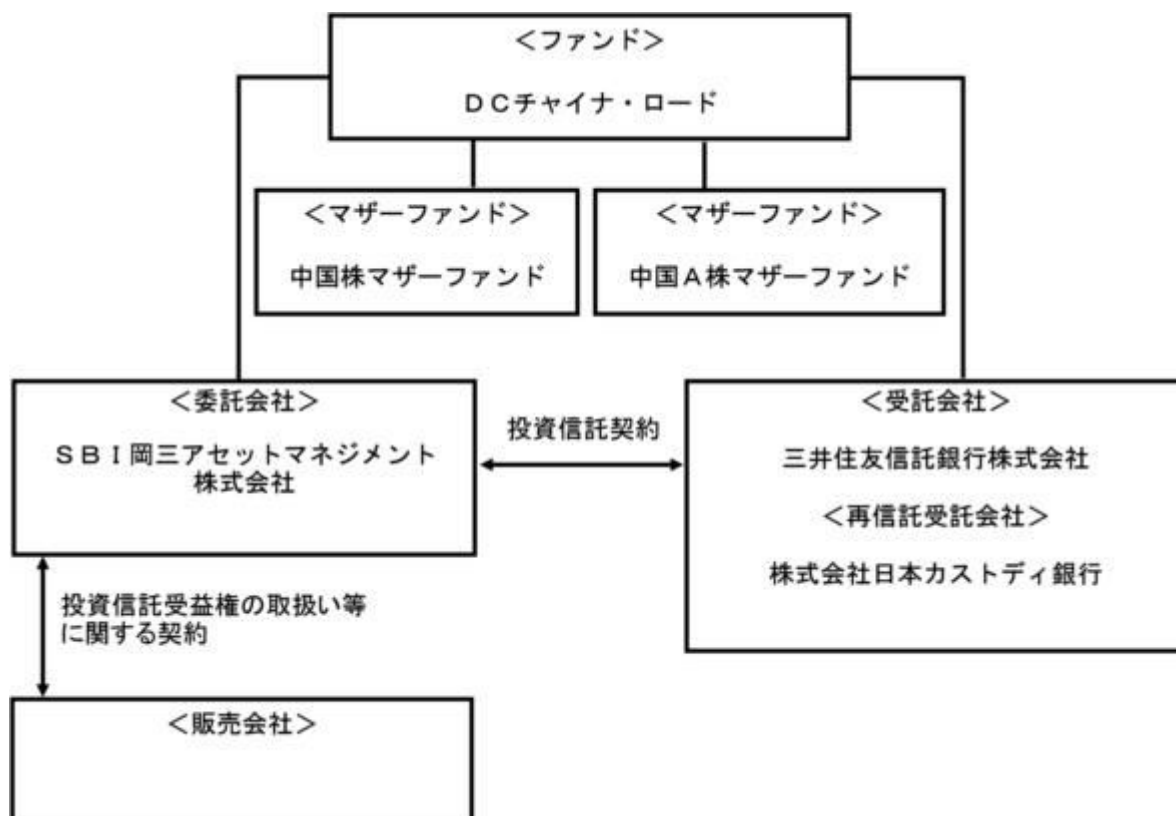 ＜ファンド＞
ＤＣチャイナ・ロード
＜マザーファンド＞
中国株マザーファンド
＜マザーファンド＞
中国Ａ株マザーファンド
＜委託会社＞
ＳＢＩ岡三アセットマネジメント
株式会社
投資信託契約
＜受託会社＞
三井住友信託銀行株式会社
＜再信託受託会社＞
株式会社日本カストディ銀行
投資信託受益権の取扱い等
に関する契約
＜販売会社＞